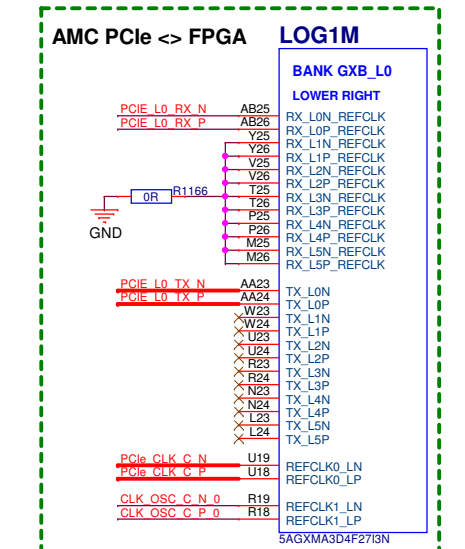 AMC PCIe <> FPGA LOG1M
BANK GXB_L0
LOWER RIGHT
PCIE_L0_RX_N AB25 RX_L0N_REFCLK
PCIE_L0_RX_P AB26 RX_L0P_REFCLK
Y25 RX_L1N_REFCLK
Y26 RX_L1P_REFCLK
V25 RX_L2N_REFCLK
V26 RX_L2P_REFCLK
0R R1166 T25 RX_L3N_REFCLK
T26 RX_L3P_REFCLK
P25 RX_L4N_REFCLK
GND P26 RX_L4P_REFCLK
M25 RX_L5N_REFCLK
M26 RX_L5P_REFCLK
PCIE_L0_TX_N AA23 TX_L0N
PCIE_L0_TX_P AA24 TX_L0P
W23 TX_L1N
W24 TX_L1P
U23 TX_L2N
U24 TX_L2P
R23 TX_L3N
R24 TX_L3P
N23 TX_L4N
N24 TX_L4P
L23 TX_L5N
L24 TX_L5P
PCIe_CLK_C_N U19 REFCLK0_LN
PCIe_CLK_C_P U18 REFCLK0_LP
CLK_OSC_C_N_0 R19 REFCLK1_LN
CLK_OSC_C_P_0 R18 REFCLK1_LP
5AGXMA3D4F27I3N